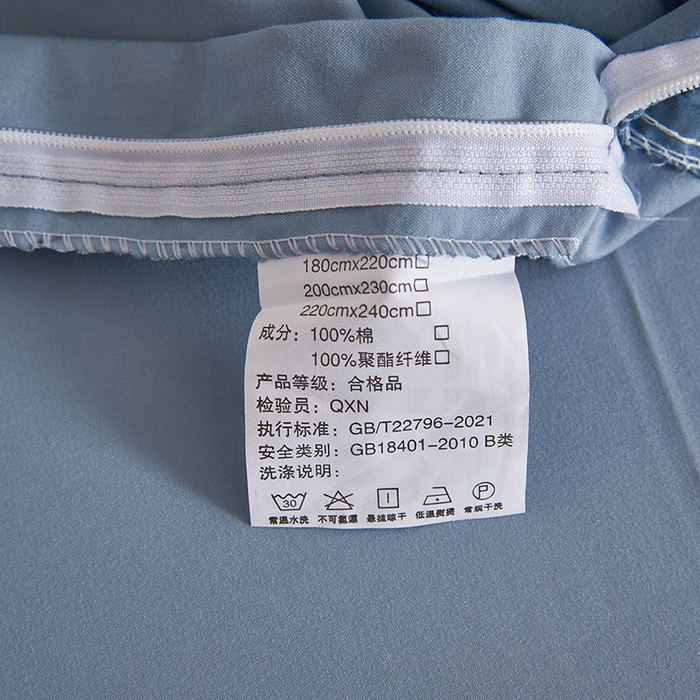 180cmx220cm□
200cmx230cm□
220cmx240cm□
成分：100%棉 □
100%聚酯纤维□
产品等级：合格品
检验员：QXN
执行标准：GB/T22796-2021
安全类别：GB18401-2010 B类
洗涤说明：
30
P
常温水洗 不可氯漂 悬挂晾干 低温熨烫 常规干洗